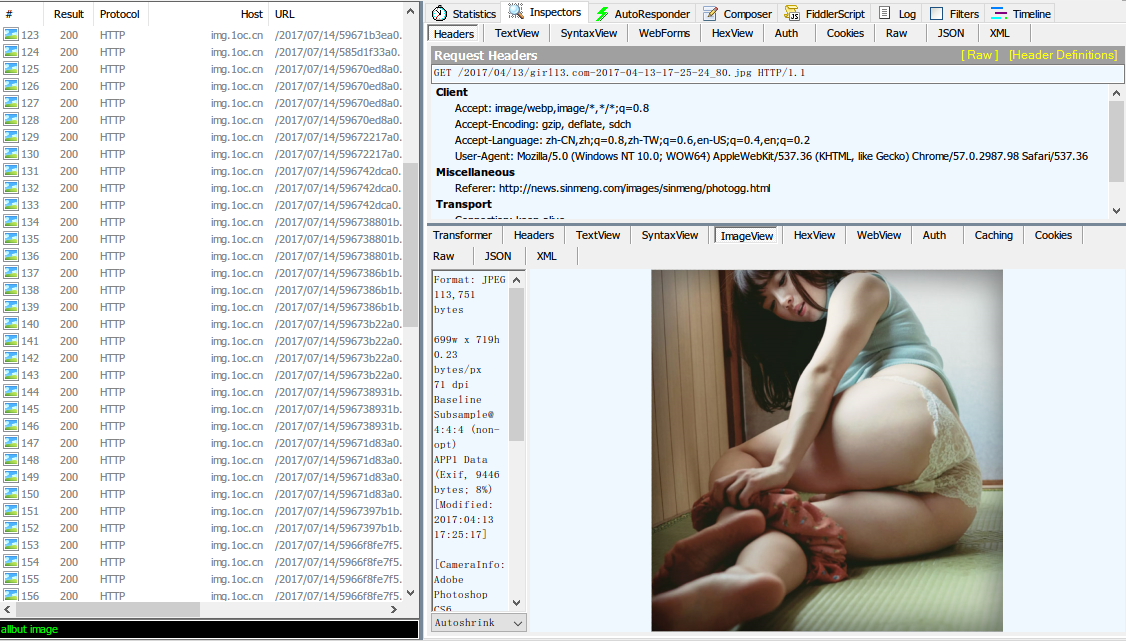 # Result Protocol Host URL
123 200 HTTP img.1oc.cn /2017/07/14/59671b3ea0.
124 200 HTTP img.1oc.cn /2017/07/14/585d1f33a0.
125 200 HTTP img.1oc.cn /2017/07/14/59670ed8a0.
126 200 HTTP img.1oc.cn /2017/07/14/59670ed8a0.
127 200 HTTP img.1oc.cn /2017/07/14/59670ed8a0.
128 200 HTTP img.1oc.cn /2017/07/14/59670ed8a0.
129 200 HTTP img.1oc.cn /2017/07/14/59672217a0.
130 200 HTTP img.1oc.cn /2017/07/14/59672217a0.
131 200 HTTP img.1oc.cn /2017/07/14/596742dca0.
132 200 HTTP img.1oc.cn /2017/07/14/596742dca0.
133 200 HTTP img.1oc.cn /2017/07/14/596742dca0.
134 200 HTTP img.1oc.cn /2017/07/14/596738801b.
135 200 HTTP img.1oc.cn /2017/07/14/596738801b.
136 200 HTTP img.1oc.cn /2017/07/14/596738801b.
137 200 HTTP img.1oc.cn /2017/07/14/5967386b1b.
138 200 HTTP img.1oc.cn /2017/07/14/5967386b1b.
139 200 HTTP img.1oc.cn /2017/07/14/5967386b1b.
140 200 HTTP img.1oc.cn /2017/07/14/59673b22a0.
141 200 HTTP img.1oc.cn /2017/07/14/59673b22a0.
142 200 HTTP img.1oc.cn /2017/07/14/59673b22a0.
143 200 HTTP img.1oc.cn /2017/07/14/59673b22a0.
144 200 HTTP img.1oc.cn /2017/07/14/596738931b.
145 200 HTTP img.1oc.cn /2017/07/14/596738931b.
146 200 HTTP img.1oc.cn /2017/07/14/596738931b.
147 200 HTTP img.1oc.cn /2017/07/14/59671d83a0.
148 200 HTTP img.1oc.cn /2017/07/14/59671d83a0.
149 200 HTTP img.1oc.cn /2017/07/14/59671d83a0.
150 200 HTTP img.1oc.cn /2017/07/14/59671d83a0.
151 200 HTTP img.1oc.cn /2017/07/14/5967397b1b.
152 200 HTTP img.1oc.cn /2017/07/14/5967397b1b.
153 200 HTTP img.1oc.cn /2017/07/14/5966f8fe7f5.
154 200 HTTP img.1oc.cn /2017/07/14/5966f8fe7f5.
155 200 HTTP img.1oc.cn /2017/07/14/5966f8fe7f5.
156 200 HTTP img.1oc.cn /2017/07/14/5966f8fe7f5.
allbut image
Statistics Inspectors AutoResponder Composer FiddlerScript Log Filters Timeline
Headers TextView SyntaxView WebForms HexView Auth Cookies Raw JSON XML
Request Headers [ Raw ] [Header Definitions]
GET /2017/04/13/girl13.com-2017-04-13-17-25-24_80.jpg HTTP/1.1
Client
Accept: image/webp,image/*,*/*;q=0.8
Accept-Encoding: gzip, deflate, sdch
Accept-Language: zh-CN,zh;q=0.8,zh-TW;q=0.6,en-US;q=0.4,en;q=0.2
User-Agent: Mozilla/5.0 (Windows NT 10.0; WOW64) AppleWebKit/537.36 (KHTML, like Gecko) Chrome/57.0.2987.98 Safari/537.36
Miscellaneous
Referer: http://news.sinmeng.com/images/sinmeng/photogg.html
Transport
Connection: keep-alive
Transformer Headers TextView SyntaxView ImageView HexView WebView Auth Caching Cookies
Raw JSON XML
Format: JPEG
113,751
bytes
699w x 719h
0.23
bytes/px
71 dpi
Baseline
Subsample@
4:4:4 (non-
opt)
APP1 Data
(Exif, 9446
bytes; 8%)
[Modified:
2017:04:13
17:25:17]
[CameraInfo:
Adobe
Photoshop
CS6
Autoshrink